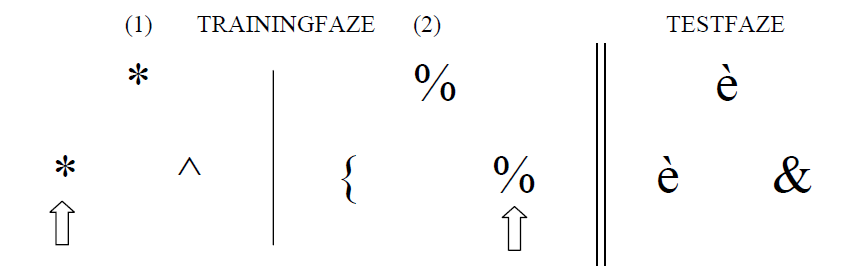 (1) TRAININGFAZE (2) TESTFAZE
* % è
* ^ { % è &